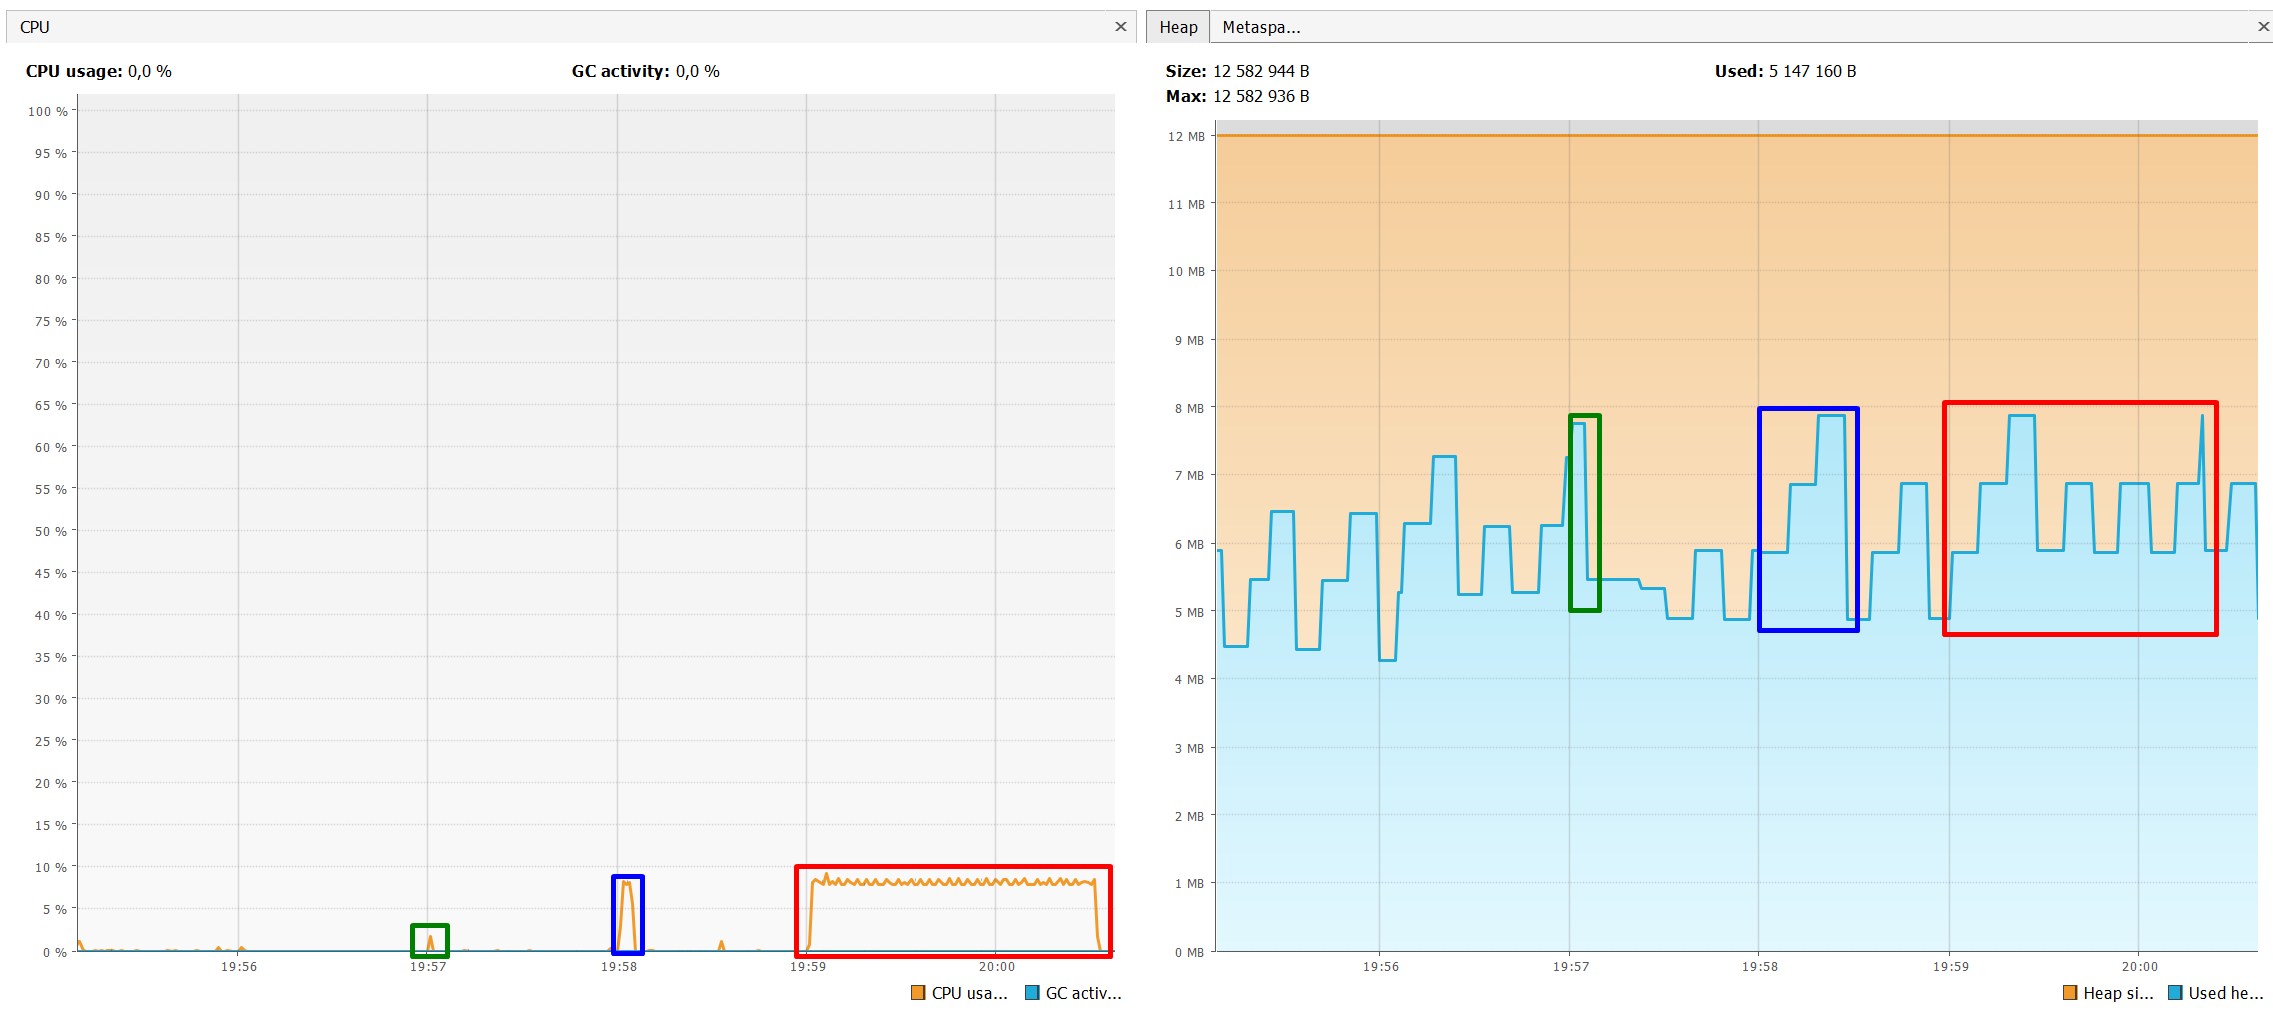 CPU
CPU usage: 0,0 %
GC activity: 0,0 %
100 %
95 %
90 %
85 %
80 %
75 %
70 %
65 %
60 %
55 %
50 %
45 %
40 %
35 %
30 %
25 %
20 %
15 %
10 %
5 %
0 %
19:56
19:57
19:58
19:59
20:00
CPU usa...
GC activ...
Heap
Metaspa...
Size: 12 582 944 B
Used: 5 147 160 B
Max: 12 582 936 B
12 MB
11 MB
10 MB
9 MB
8 MB
7 MB
6 MB
5 MB
4 MB
3 MB
2 MB
1 MB
0 MB
19:56
19:57
19:58
19:59
20:00
Heap si...
Used he...